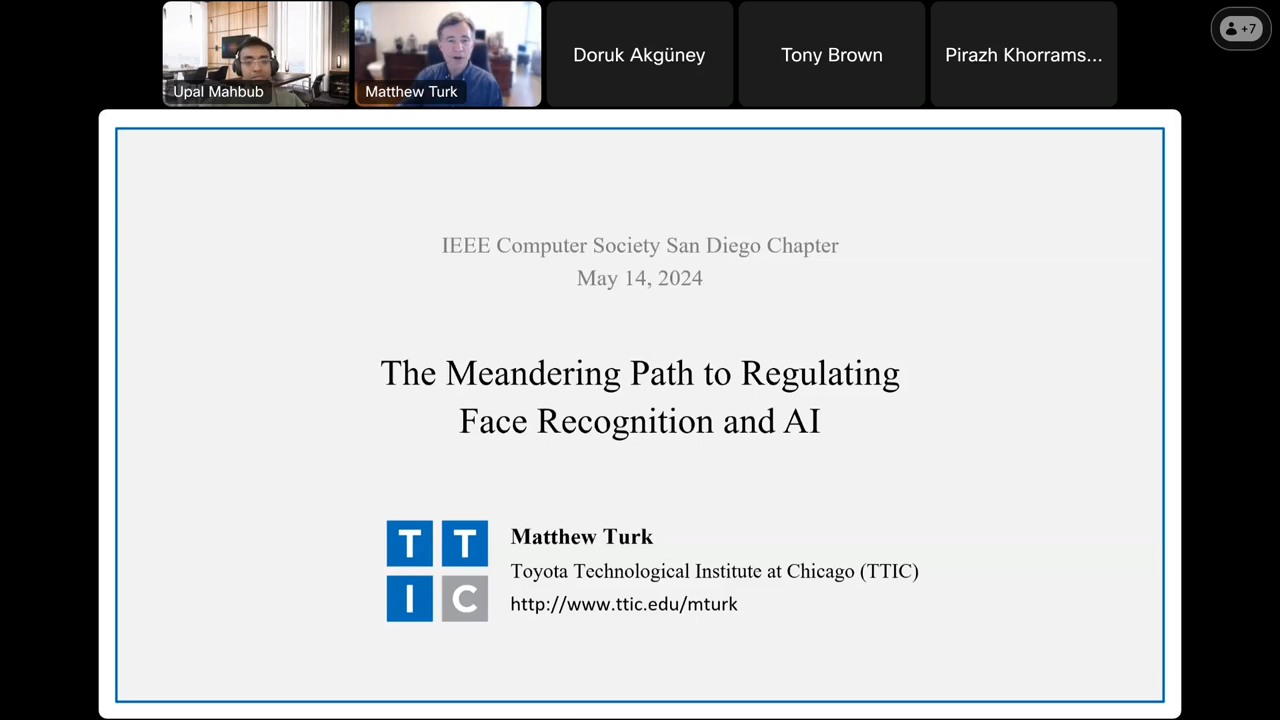 Upal Mahbub
Matthew Turk
Doruk Akgüney
Tony Brown
Pirazh Khorrams...
+7
IEEE Computer Society San Diego Chapter
May 14, 2024
The Meandering Path to Regulating
Face Recognition and AI
T T
I C
Matthew Turk
Toyota Technological Institute at Chicago (TTIC)
http://www.ttic.edu/mturk